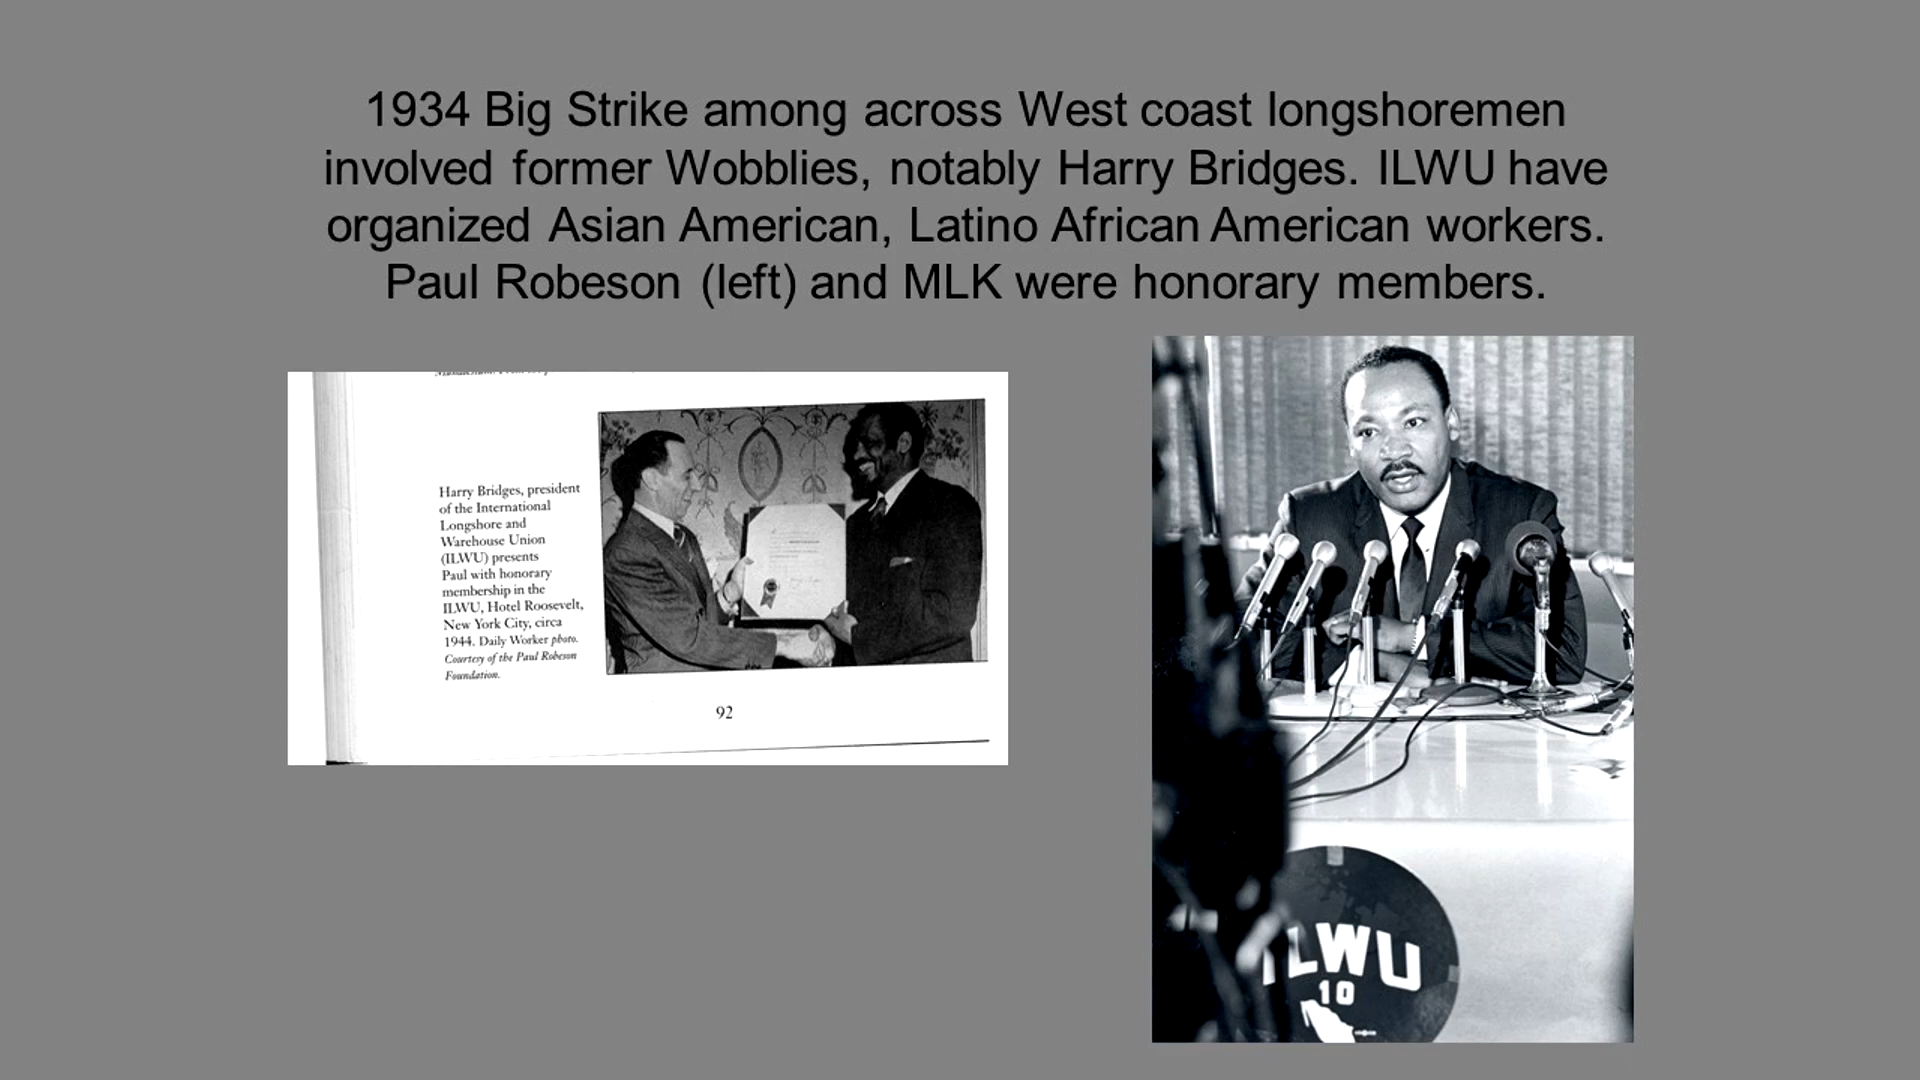 1934 Big Strike among across West coast longshoremen
involved former Wobblies, notably Harry Bridges. ILWU have
organized Asian American, Latino African American workers.
Paul Robeson (left) and MLK were honorary members.
Harry Bridges, president
of the International
Longshore and
Warehouse Union
(ILWU) presents
Paul with honorary
membership in the
ILWU, Hotel Roosevelt,
New York City, circa
1944. Daily Worker photo.
Courtesy of the Paul Robeson
Foundation.
92
ILWU
10